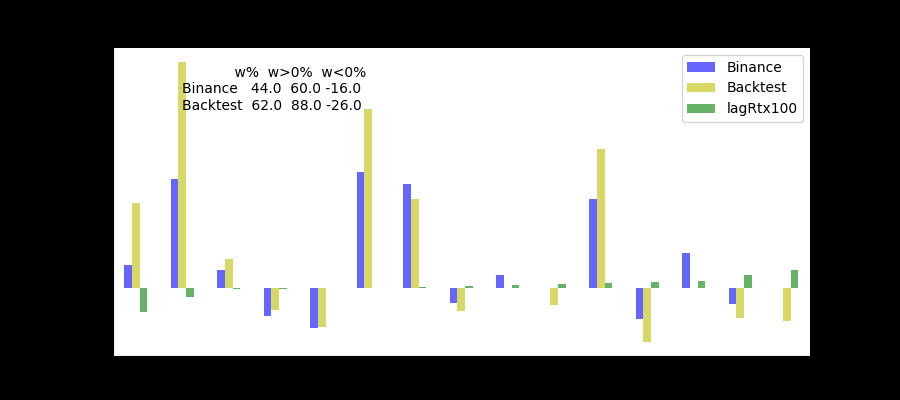 w% w>0% w<0%
Binance 44.0 60.0 -16.0
Backtest 62.0 88.0 -26.0
Binance
Backtest
lagRtx100